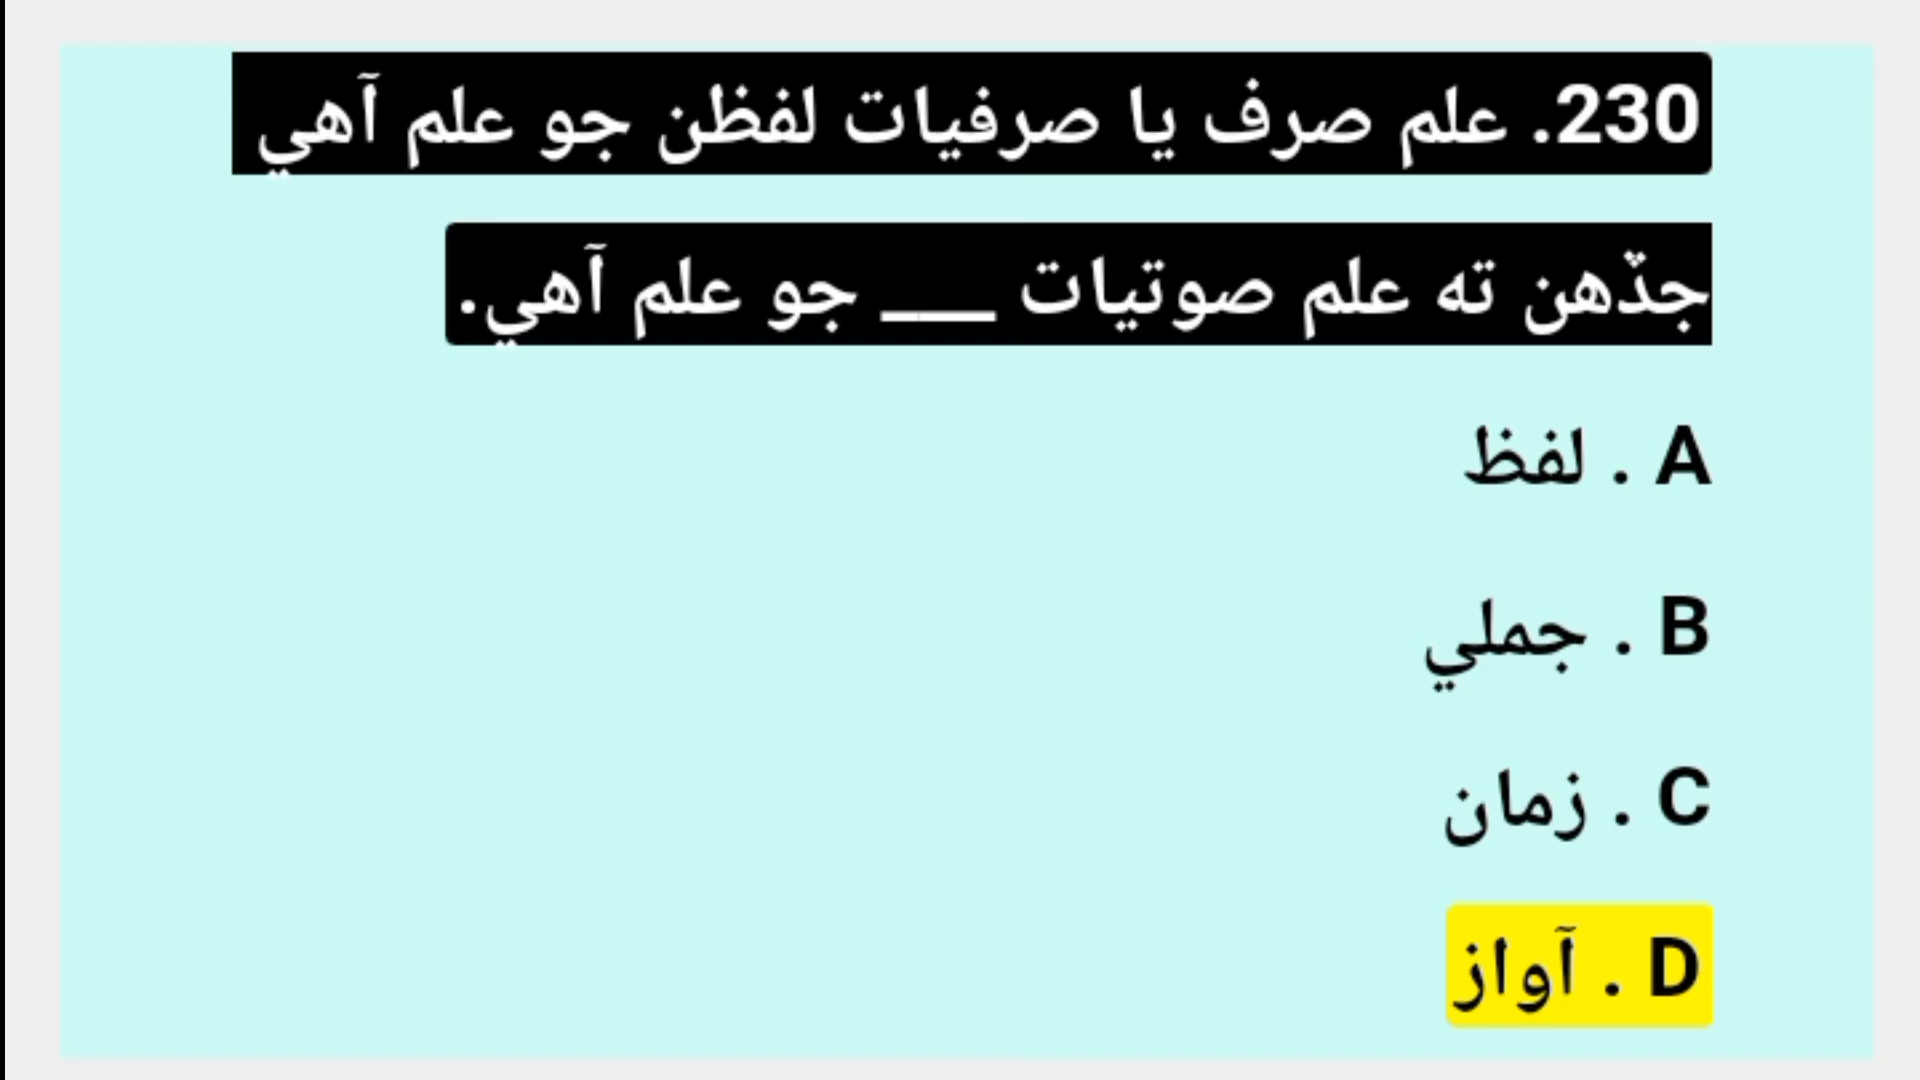 230. علم صرف يا صرفيات لفظن جو علم آهي
جڏهن ته علم صوتيات ___ جو علم آهي.
A . لفظ
B . جملي
C . زمان
D . آواز